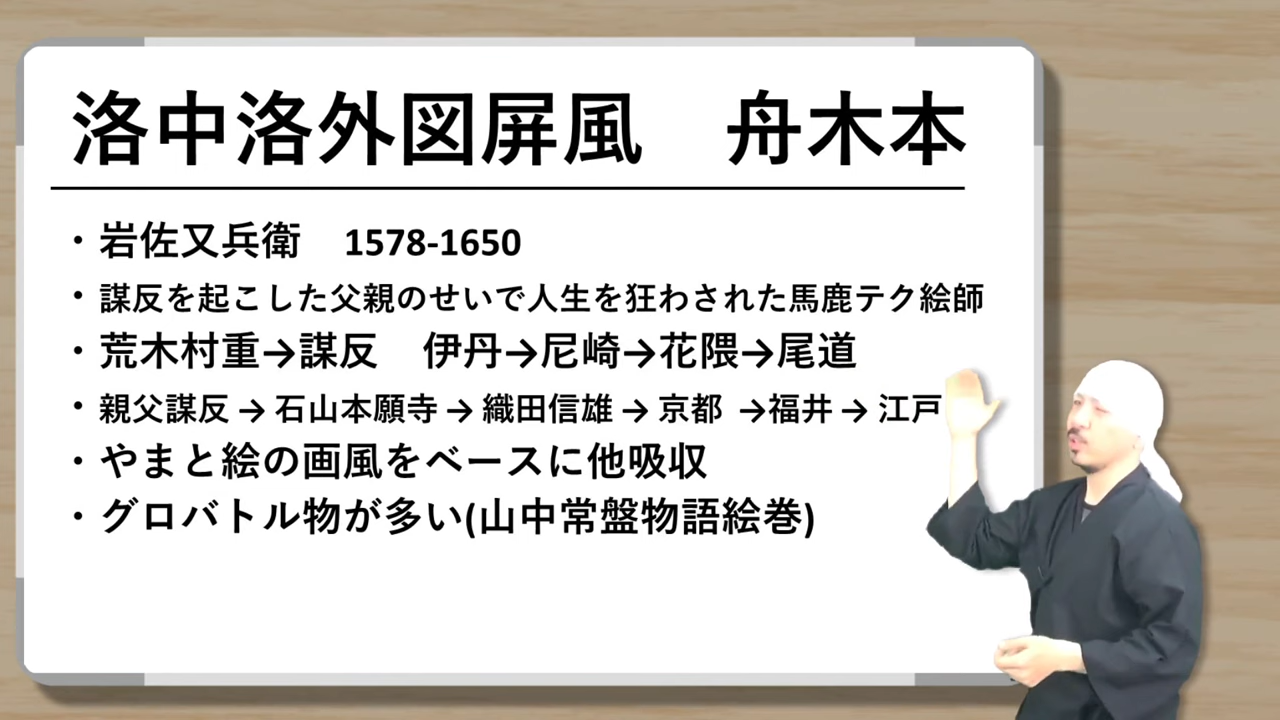 洛中洛外図屏風　舟木本
・岩佐又兵衛　1578-1650
・謀反を起こした父親のせいで人生を狂わされた馬鹿テク絵師
・荒木村重→謀反　伊丹→尼崎→花隈→尾道
・親父謀反 → 石山本願寺 → 織田信雄 → 京都 →福井 → 江戸
・やまと絵の画風をベースに他吸収
・グロバトル物が多い(山中常盤物語絵巻)